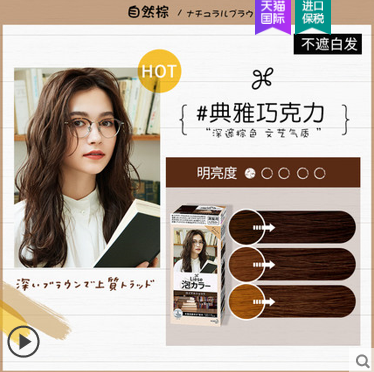 自然棕 / ナチュラルブラウ
天猫
国际
进口
保税
不遮白发
HOT
#典雅巧克力
“深邃棕色 文艺气质”
明亮度
深いブラウンで上質トラッド
Liese
泡カラー